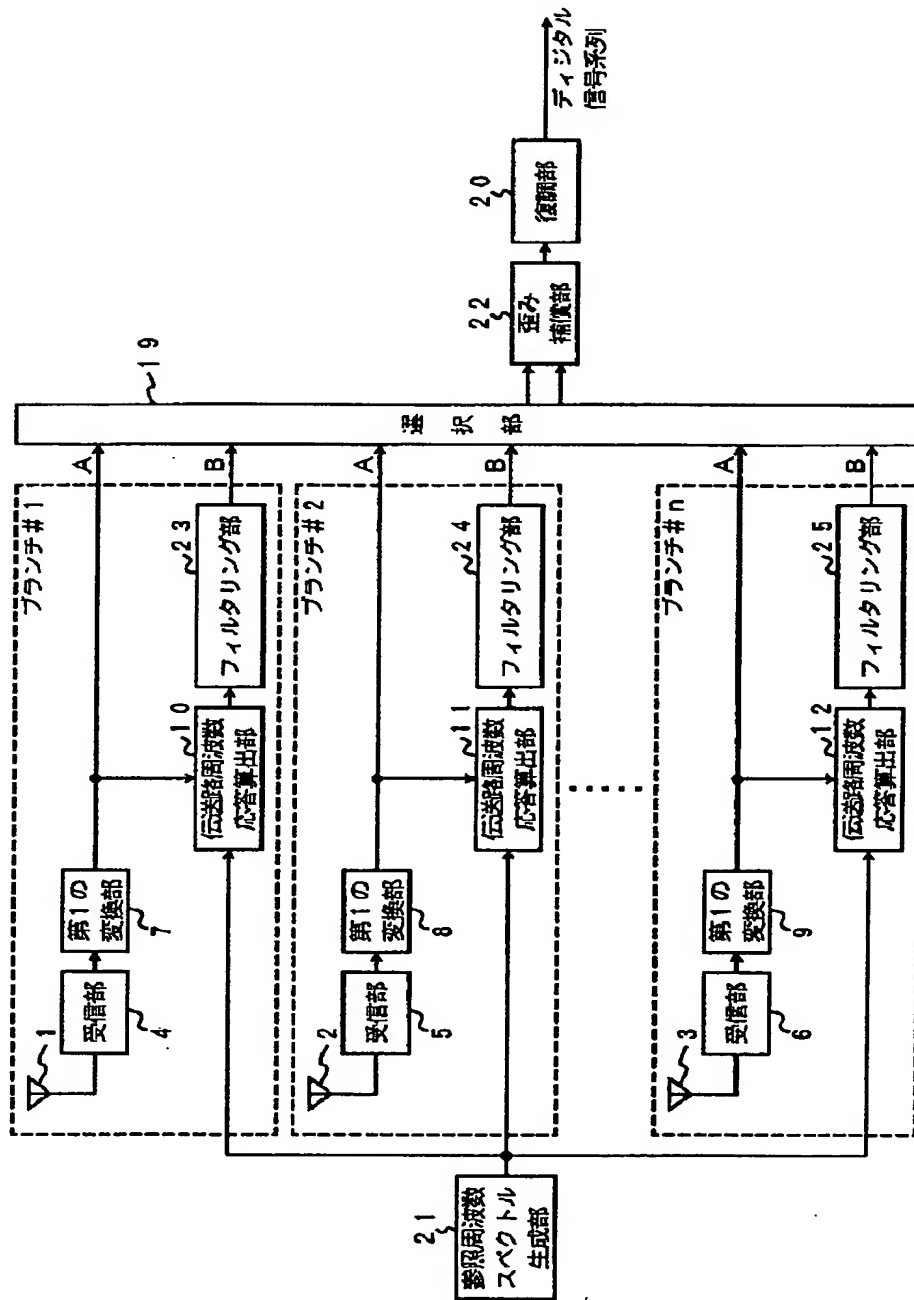 ブランチ#1
1
受信部
4
第1の
変換部
7
伝送路周波数
応答算出部
10
フィルタリング部
23
A
B
ブランチ#2
2
受信部
5
第1の
変換部
8
伝送路周波数
応答算出部
11
フィルタリング部
24
A
B
ブランチ#n
3
受信部
6
第1の
変換部
9
伝送路周波数
応答算出部
12
フィルタリング部
25
A
B
21
参照周波数
スペクトル
生成部
選択部
19
22
歪み
補償部
20
復調部
ディジタル
信号系列